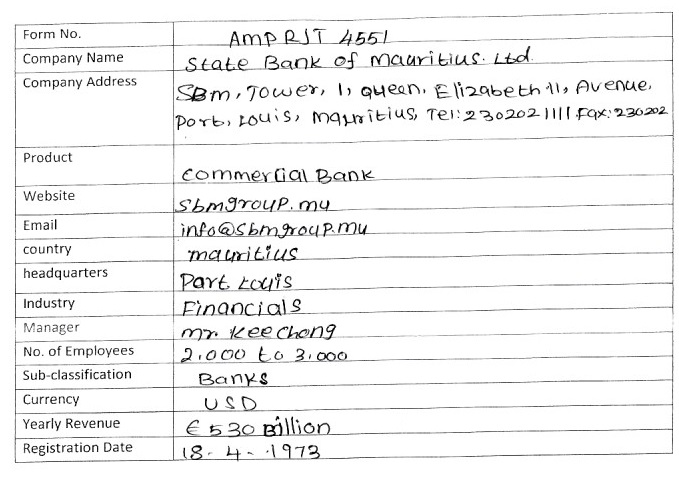 Form No. AMP RJT 4551
Company Name State Bank of Mauritius. Ltd.
Company Address SBM, Tower, 1, Queen, Elizabeth 11, Avenue,
Port, Louis, Mauritius, Tel:2302021111 Fax:230202
Product Commercial Bank
Website sbmgroup.mu
Email info@sbmgroup.mu
country mauritius
headquarters Port Louis
Industry Financials
Manager mr. Kee Chong
No. of Employees 2,000 to 3,000
Sub-classification Banks
Currency USD
Yearly Revenue € 530 Billion
Registration Date 18-4-1973